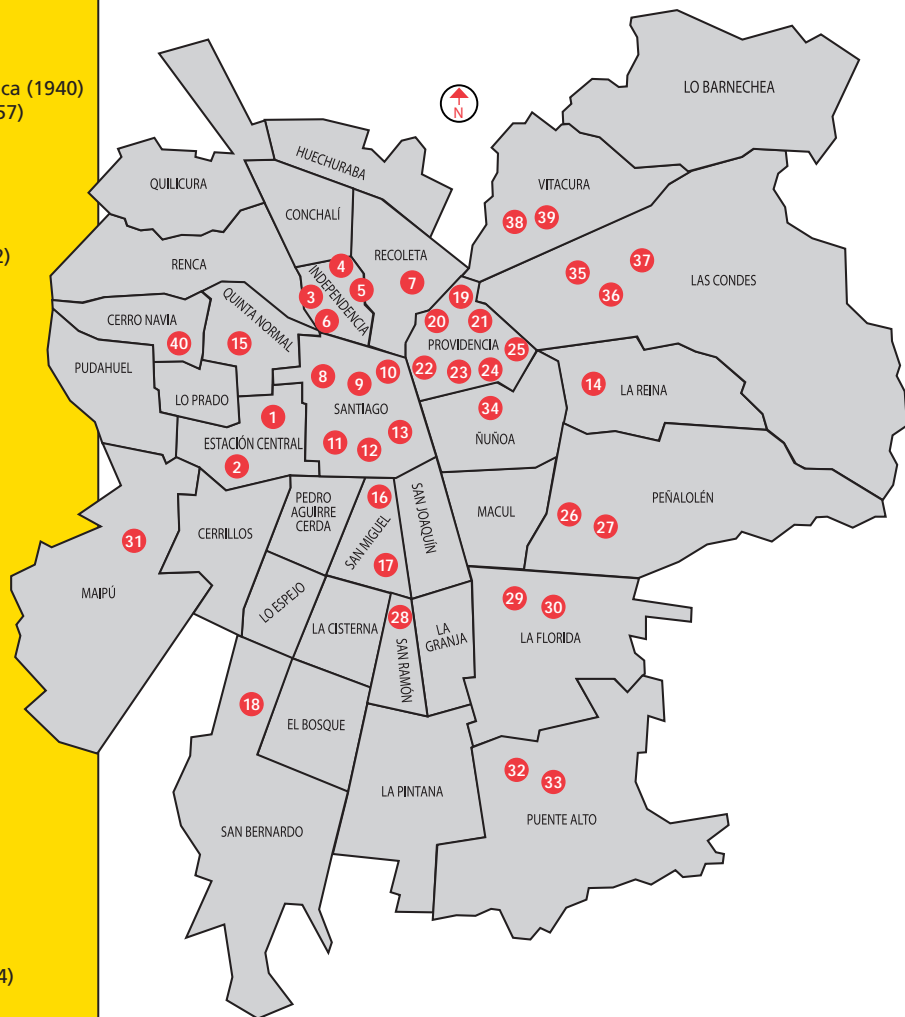 ca (1940)
57)
2)
4)
N
LO BARNECHEA
HUECHURABA
QUILICURA
VITACURA
CONCHALÍ
38
39
RECOLETA
RENCA
4
37
35
LAS CONDES
INDEPENDENCIA
5
7
3
36
19
QUINTA NORMAL
6
20
21
CERRO NAVIA
40
15
PROVIDENCIA
25
PUDAHUEL
22
23
24
10
8
9
14
LA REINA
LO PRADO
SANTIAGO
34
1
ÑUÑOA
ESTACIÓN CENTRAL
11
12
13
2
PEDRO
AGUIRRE
CERDA
16
SAN JOAQUÍN
MACUL
PEÑALOLÉN
26
27
CERRILLOS
31
SAN MIGUEL
17
MAIPÚ
LO ESPEJO
29
30
LA CISTERNA
28
LA
GRANJA
LA FLORIDA
SAN RAMÓN
18
EL BOSQUE
32
33
LA PINTANA
PUENTE ALTO
SAN BERNARDO